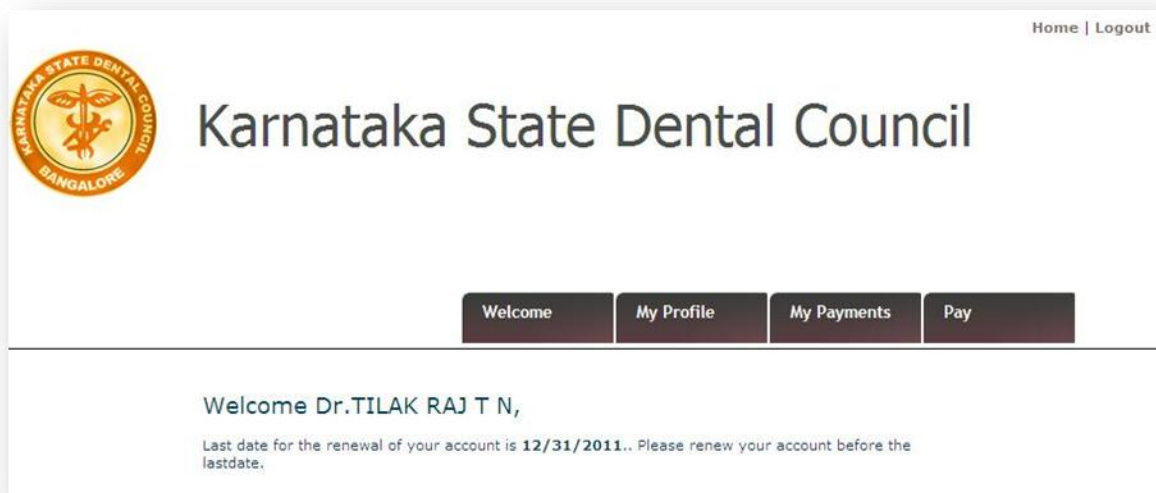 Home | Logout
KARNATAKA STATE DENTAL COUNCIL
BANGALORE
Karnataka State Dental Council
Welcome My Profile My Payments Pay
Welcome Dr.TILAK RAJ T N,
Last date for the renewal of your account is 12/31/2011.. Please renew your account before the
lastdate.